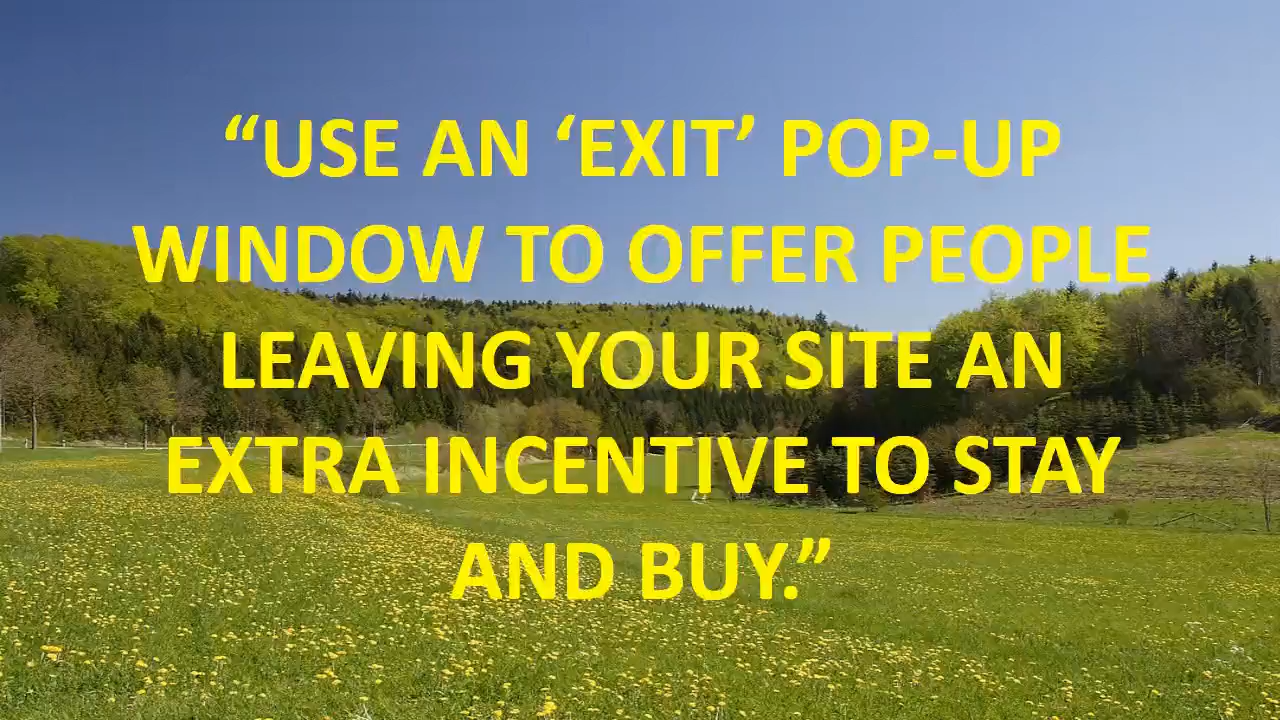 “USE AN ‘EXIT’ POP-UP
WINDOW TO OFFER PEOPLE
LEAVING YOUR SITE AN
EXTRA INCENTIVE TO STAY
AND BUY.”